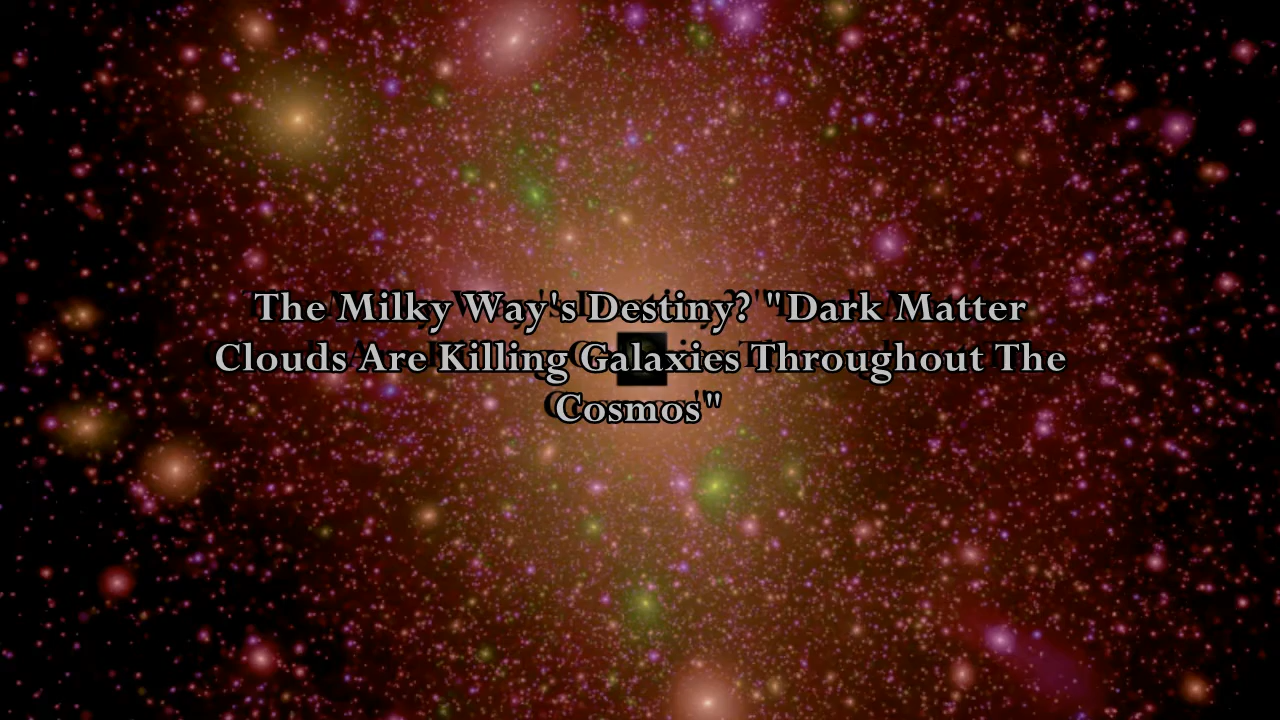 The Milky Way's Destiny? "Dark Matter
Clouds Are Killing Galaxies Throughout The
Cosmos"